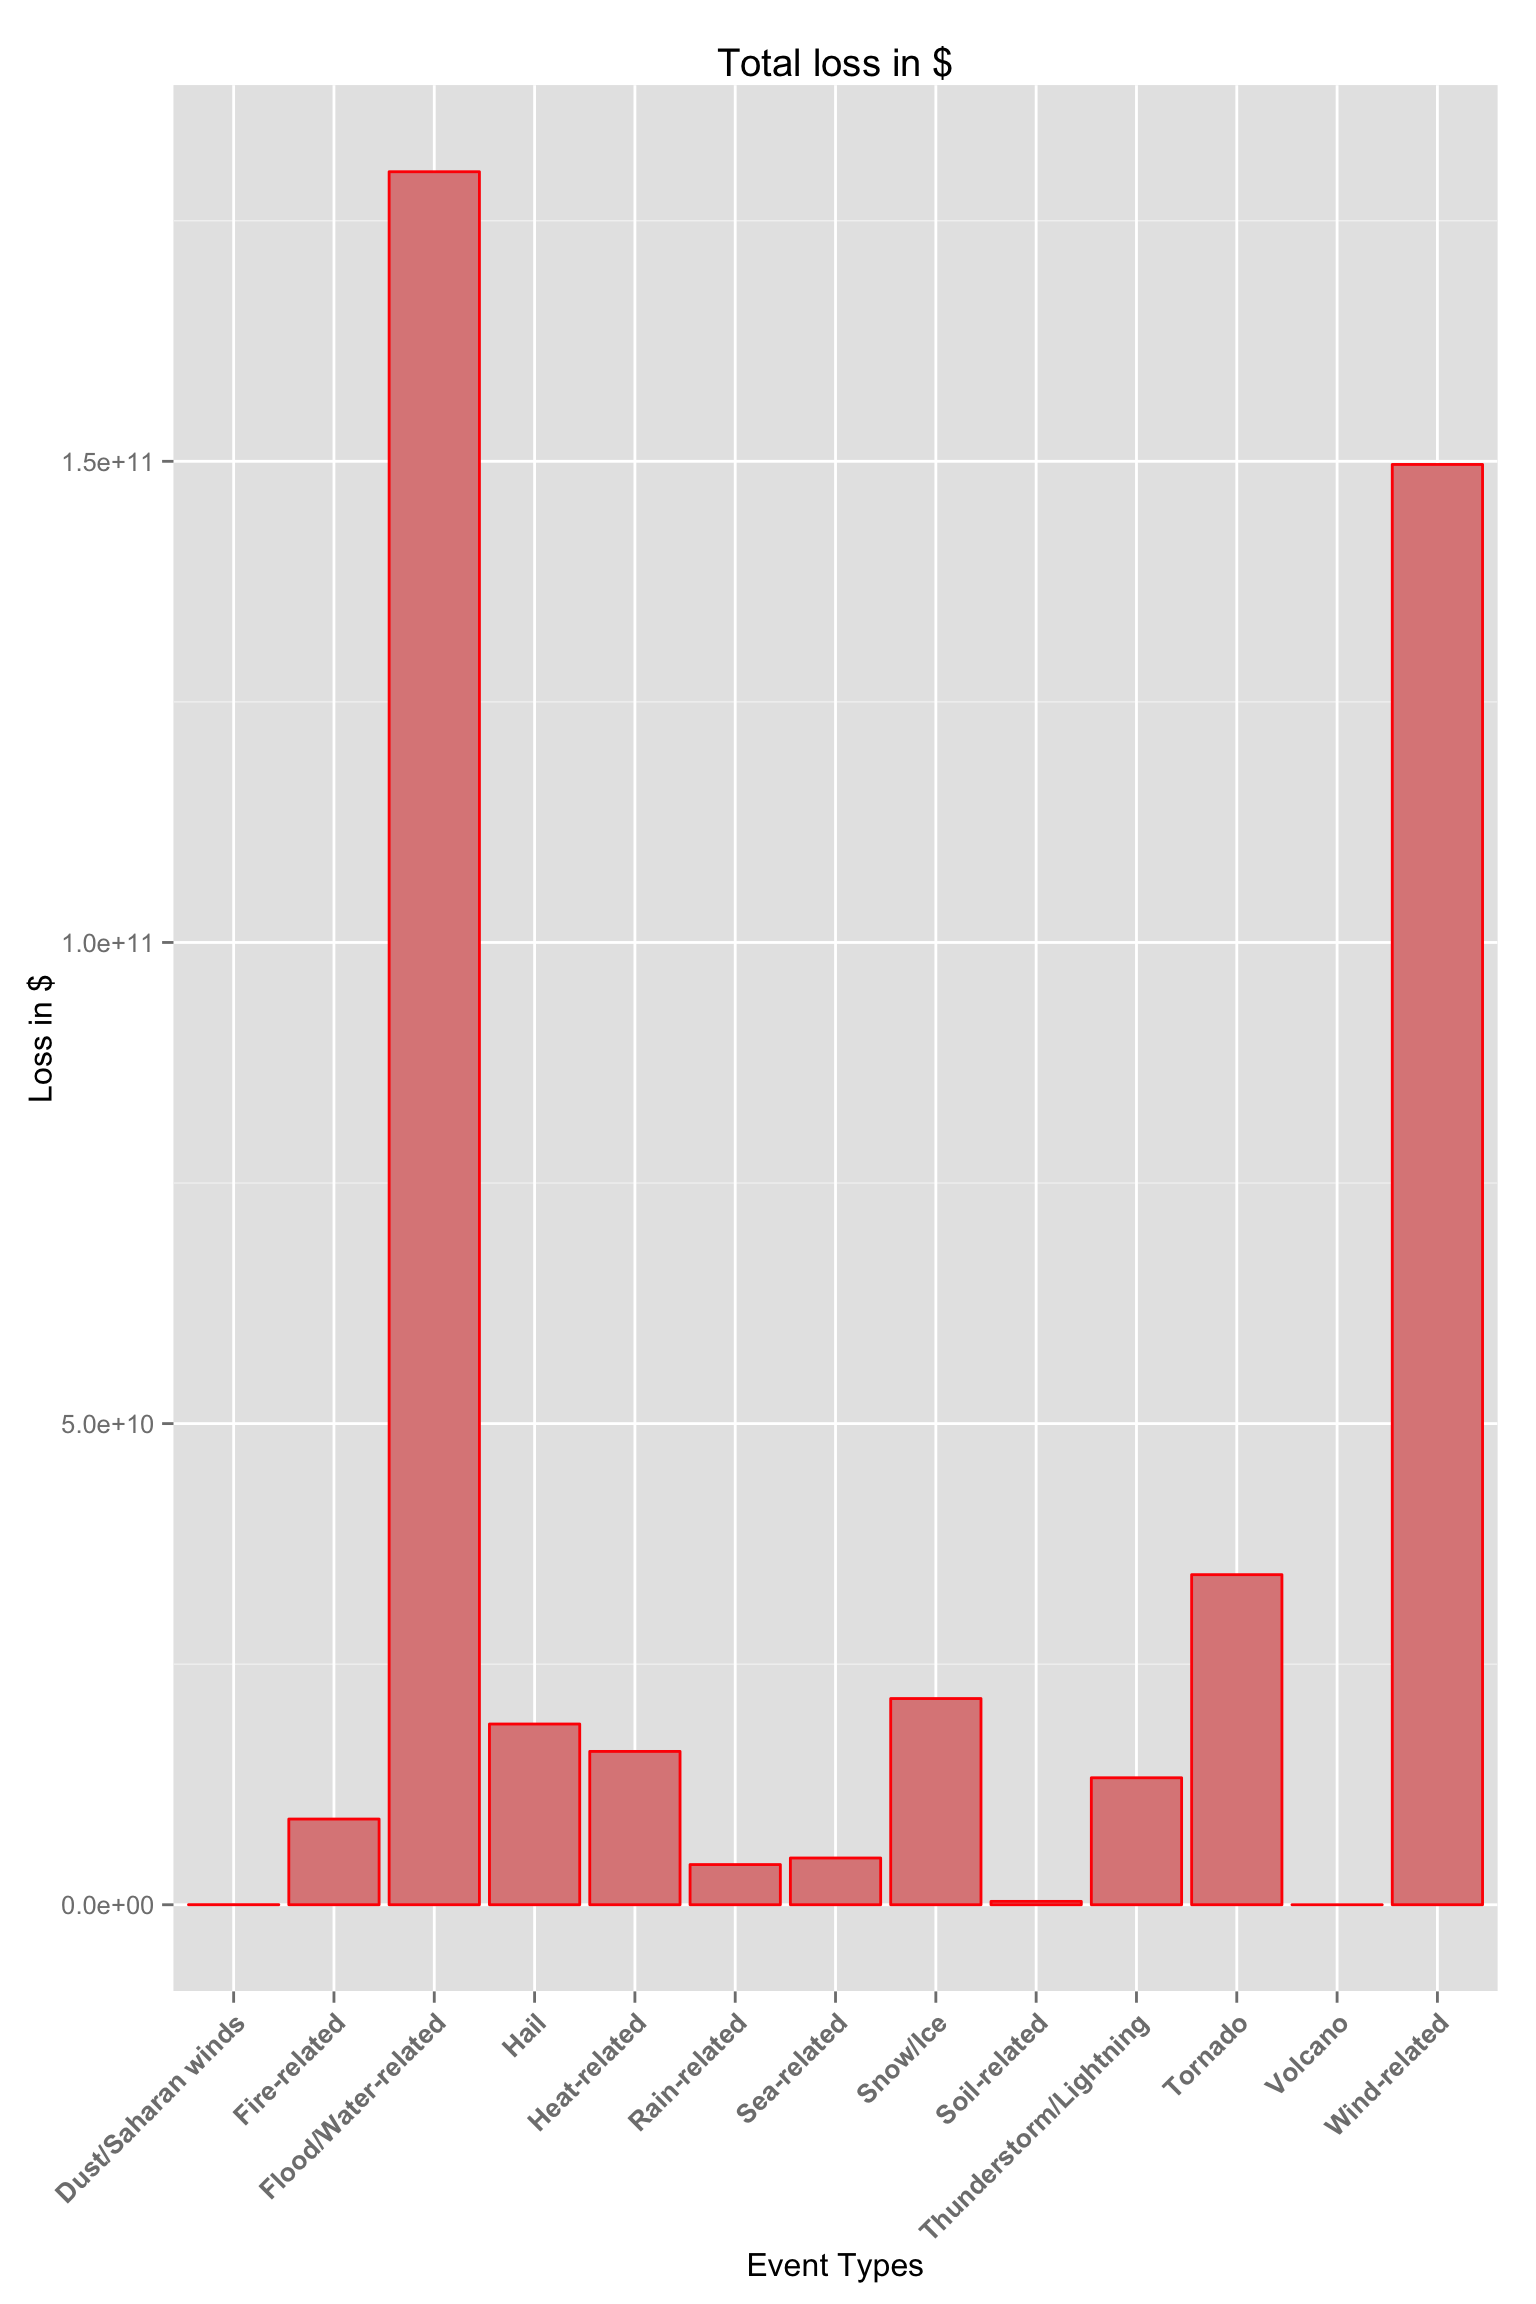 Total loss in $
Loss in $
1.5e+11
1.0e+11
5.0e+10
0.0e+00
Dust/Saharan winds
Fire-related
Flood/Water-related
Hail
Heat-related
Rain-related
Sea-related
Snow/Ice
Soil-related
Thunderstorm/Lightning
Tornado
Volcano
Wind-related
Event Types